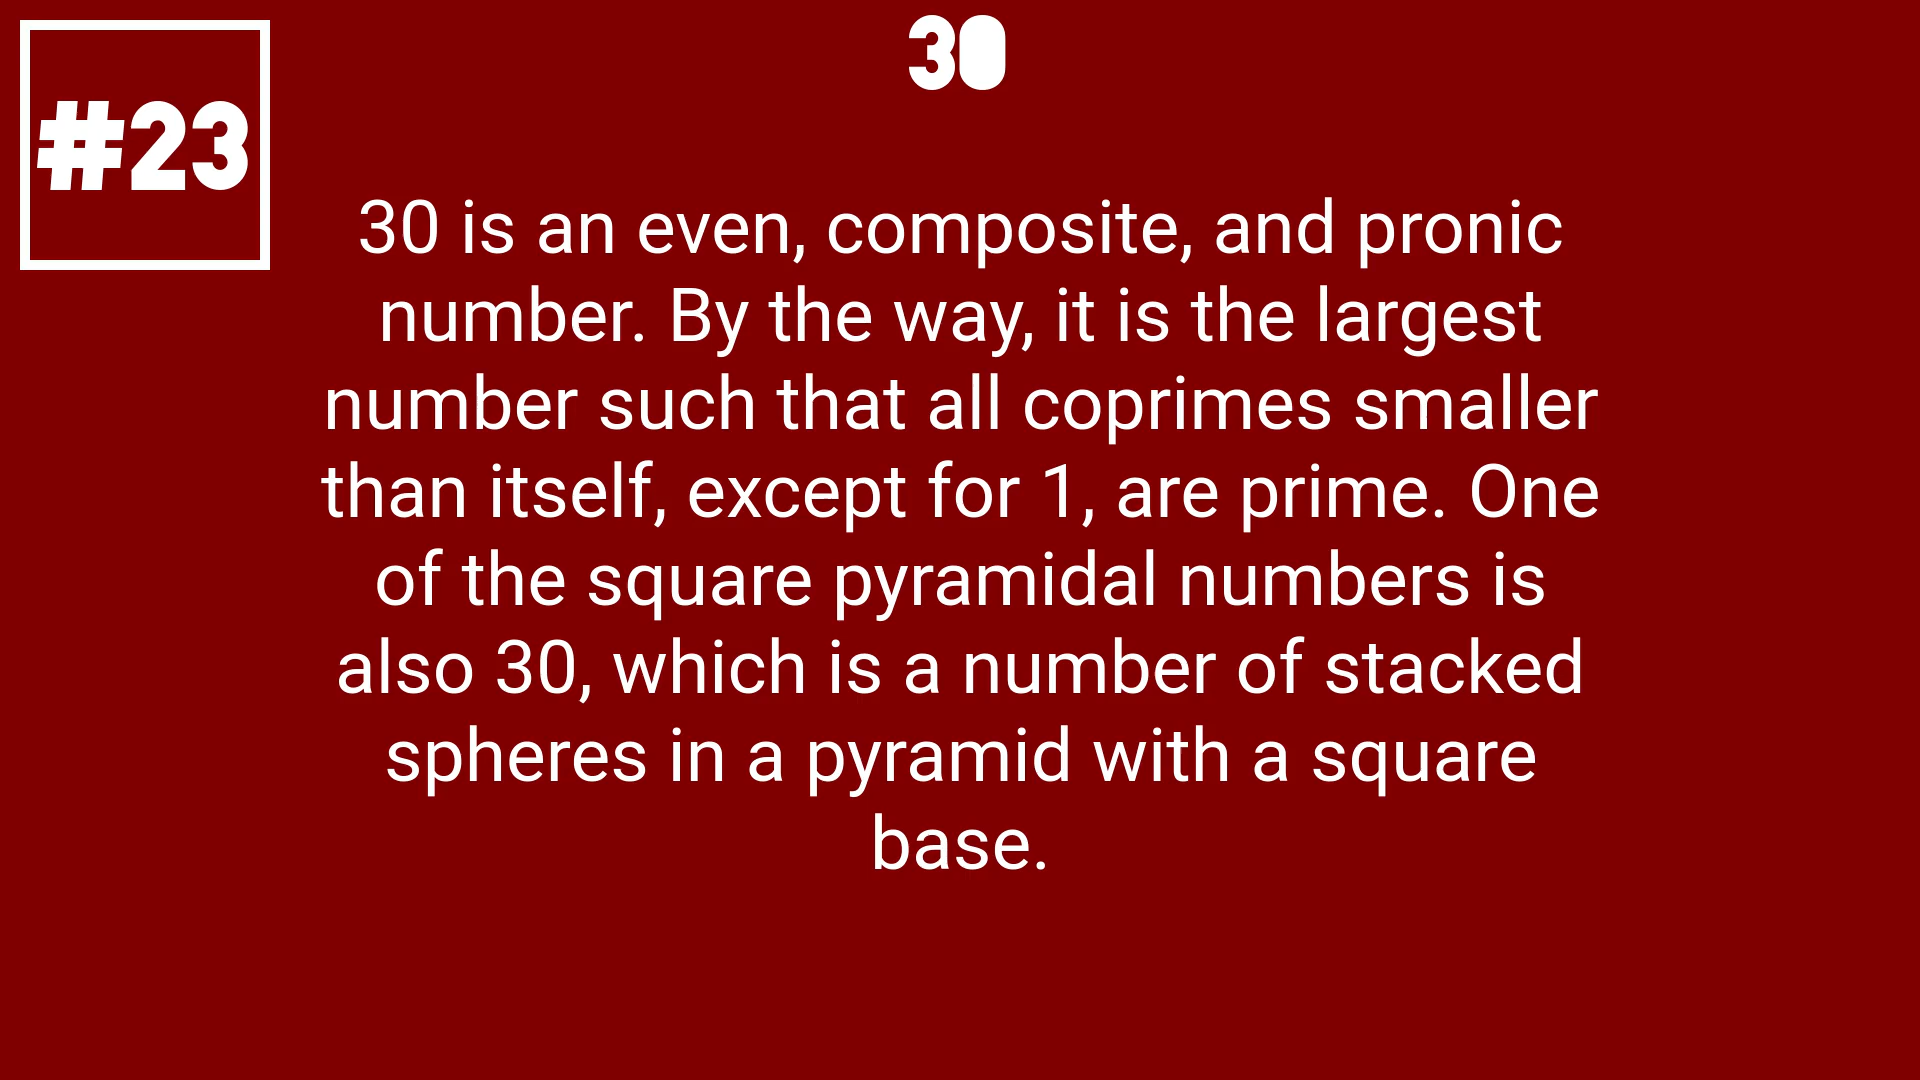 #23
30
30 is an even, composite, and pronic
number. By the way, it is the largest
number such that all coprimes smaller
than itself, except for 1, are prime. One
of the square pyramidal numbers is
also 30, which is a number of stacked
spheres in a pyramid with a square
base.